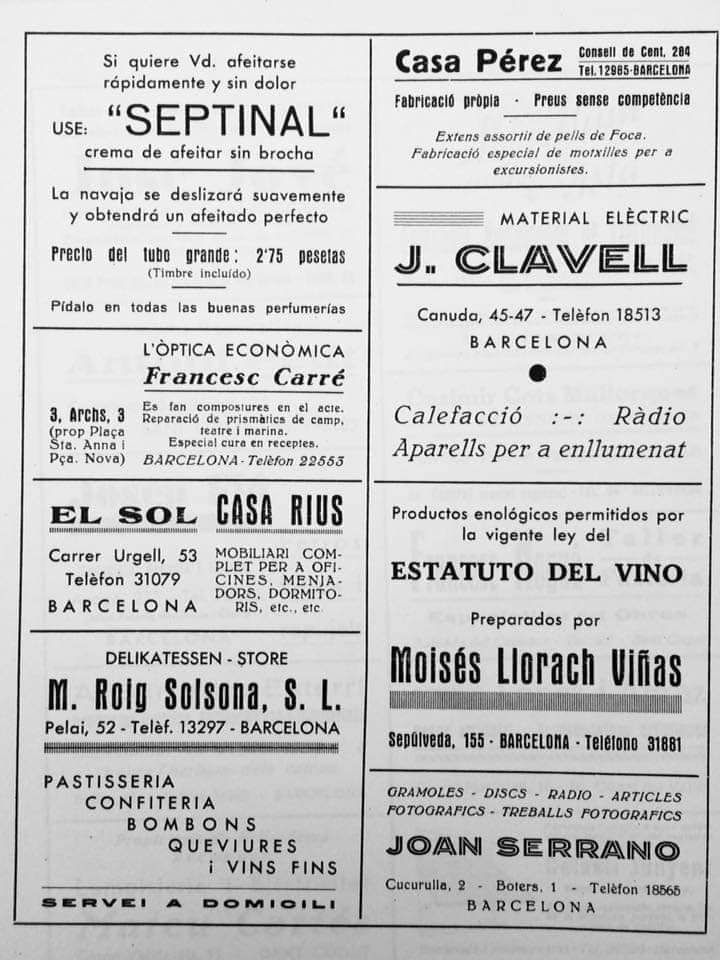 Si quiere Vd. afeitarse
rápidamente y sin dolor
USE: "SEPTINAL"
crema de afeitar sin brocha
La navaja se deslizará suavemente
y obtendrá un afeitado perfecto
Precio del tubo grande: 2'75 pesetas
(Timbre incluído)
Pídalo en todas las buenas perfumerías
L'ÒPTICA ECONÒMICA
Francesc Carré
3, Archs, 3
(prop Plaça
Sta. Anna i
Pça. Nova)
Es fan compostures en el acte.
Reparació de prismàtics de camp,
teatre i marina.
Especial cura en receptes.
BARCELONA - Telèfon 22553
EL SOL
Carrer Urgell, 53
Telèfon 31079
BARCELONA
CASA RIUS
MOBILIARI COM-
PLET PER A OFI-
CINES, MENJA-
DORS, DORMITO-
RIS, etc., etc.
DELIKATESSEN - STORE
M. Roig Solsona, S. L.
Pelai, 52 - Telèf. 13297 - BARCELONA
PASTISSERIA
CONFITERIA
BOMBONS
QUEVIURES
i VINS FINS
SERVEI A DOMICILI
Casa Pérez
Consell de Cent, 284
Tel. 12985-BARCELONA
Fabricació pròpia · Preus sense competència
Extens assortit de pells de Foca.
Fabricació especial de motxilles per a
excursionistes.
MATERIAL ELÈCTRIC
J. CLAVELL
Canuda, 45-47 - Telèfon 18513
BARCELONA
Calefacció :-: Ràdio
Aparells per a enllumenat
Productos enológicos permitidos por
la vigente ley del
ESTATUTO DEL VINO
Preparados por
Moisés Llorach Viñas
Sepúlveda, 155 - BARCELONA - Teléfono 31881
GRAMOLES - DISCS - RADIO - ARTICLES
FOTOGRAFICS - TREBALLS FOTOGRAFICS
JOAN SERRANO
Cucurulla, 2 - Boters, 1 - Telèfon 18565
BARCELONA